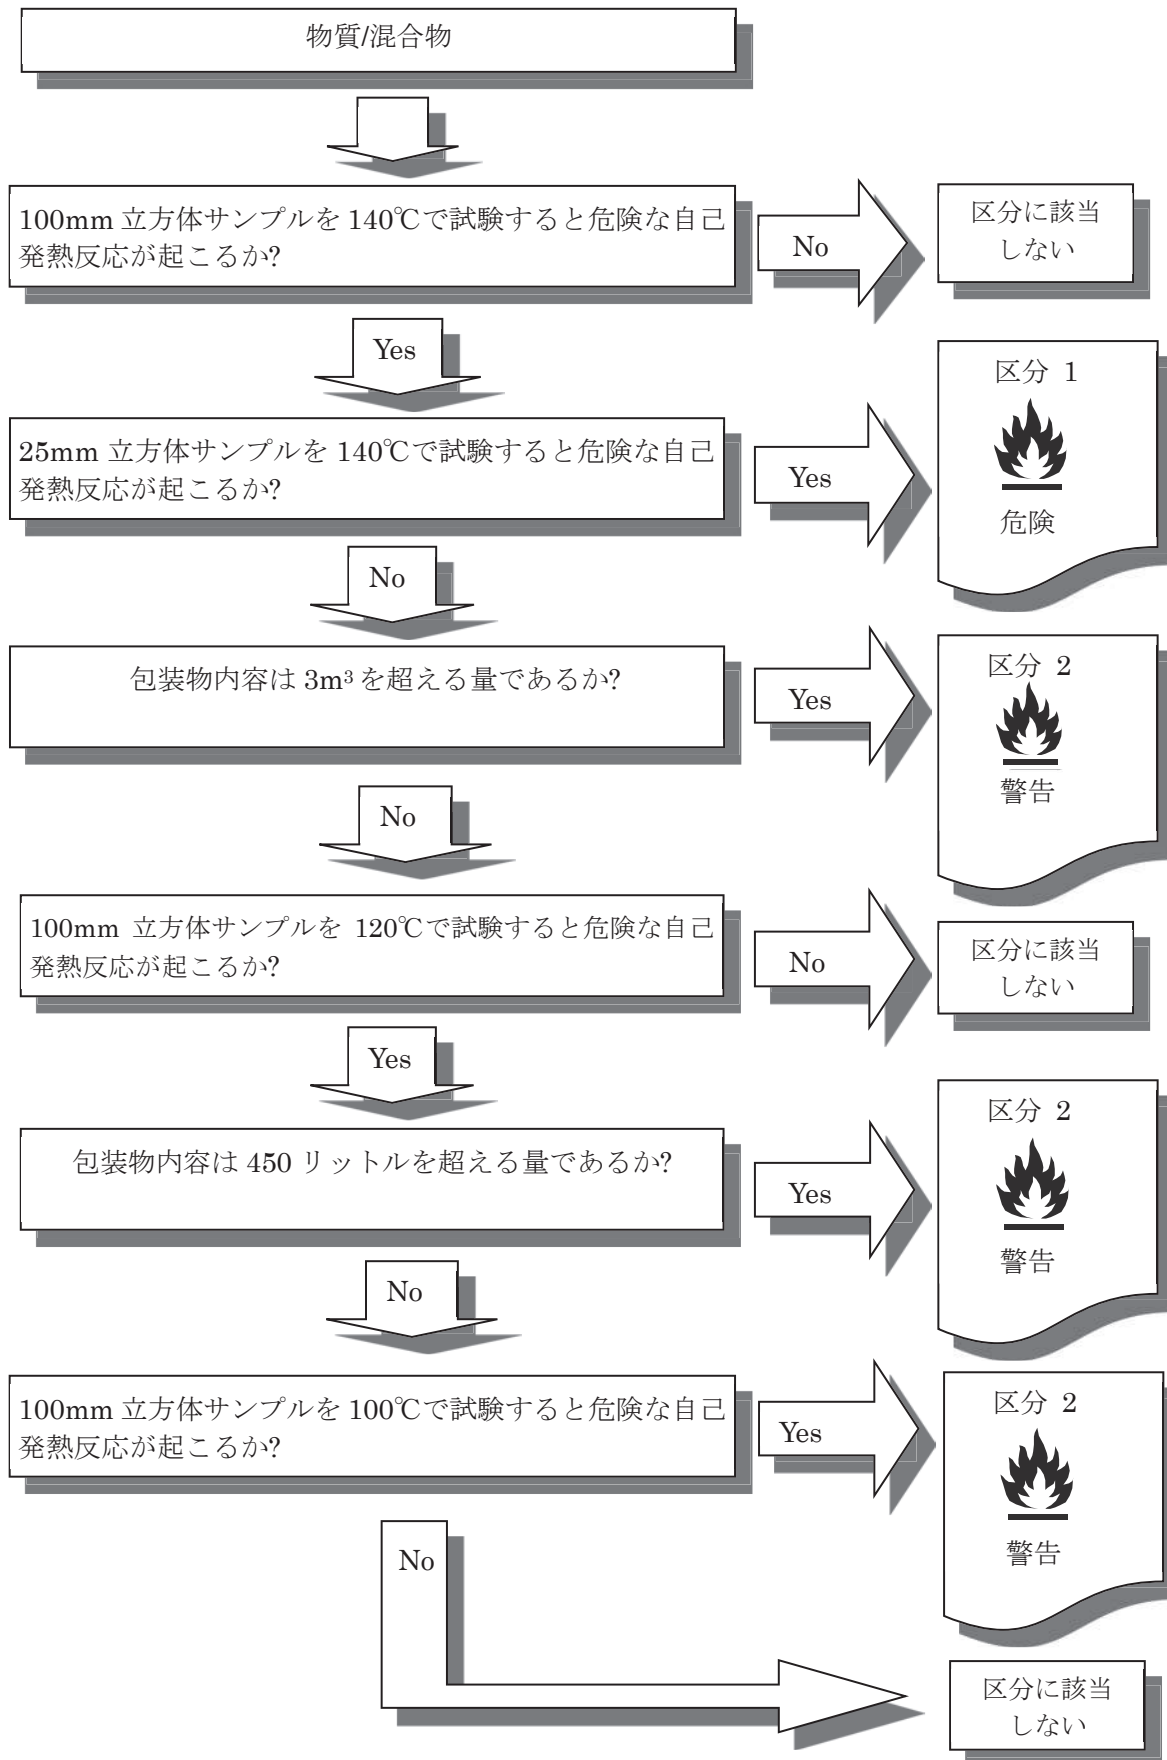 物質/混合物
100mm 立方体サンプルを 140℃で試験すると危険な自己
発熱反応が起こるか?
No
区分に該当
しない
Yes
25mm 立方体サンプルを 140℃で試験すると危険な自己
発熱反応が起こるか?
Yes
区分 1
危険
No
包装物内容は 3m³を超える量であるか?
Yes
区分 2
警告
No
100mm 立方体サンプルを 120℃で試験すると危険な自己
発熱反応が起こるか?
No
区分に該当
しない
Yes
包装物内容は 450 リットルを超える量であるか?
Yes
区分 2
警告
No
100mm 立方体サンプルを 100℃で試験すると危険な自己
発熱反応が起こるか?
Yes
区分 2
警告
No
区分に該当
しない